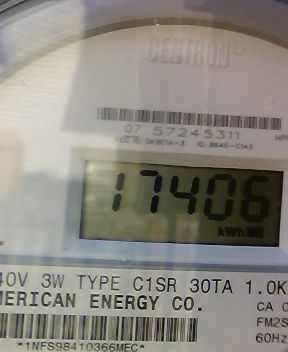 CENTRON®
07 57245311
17406
kWh
40V 3W TYPE C1SR 30TA 1.0K
MERICAN ENERGY CO.
CA 0
FM2S
60Hz
*1NFS98410366MEC*